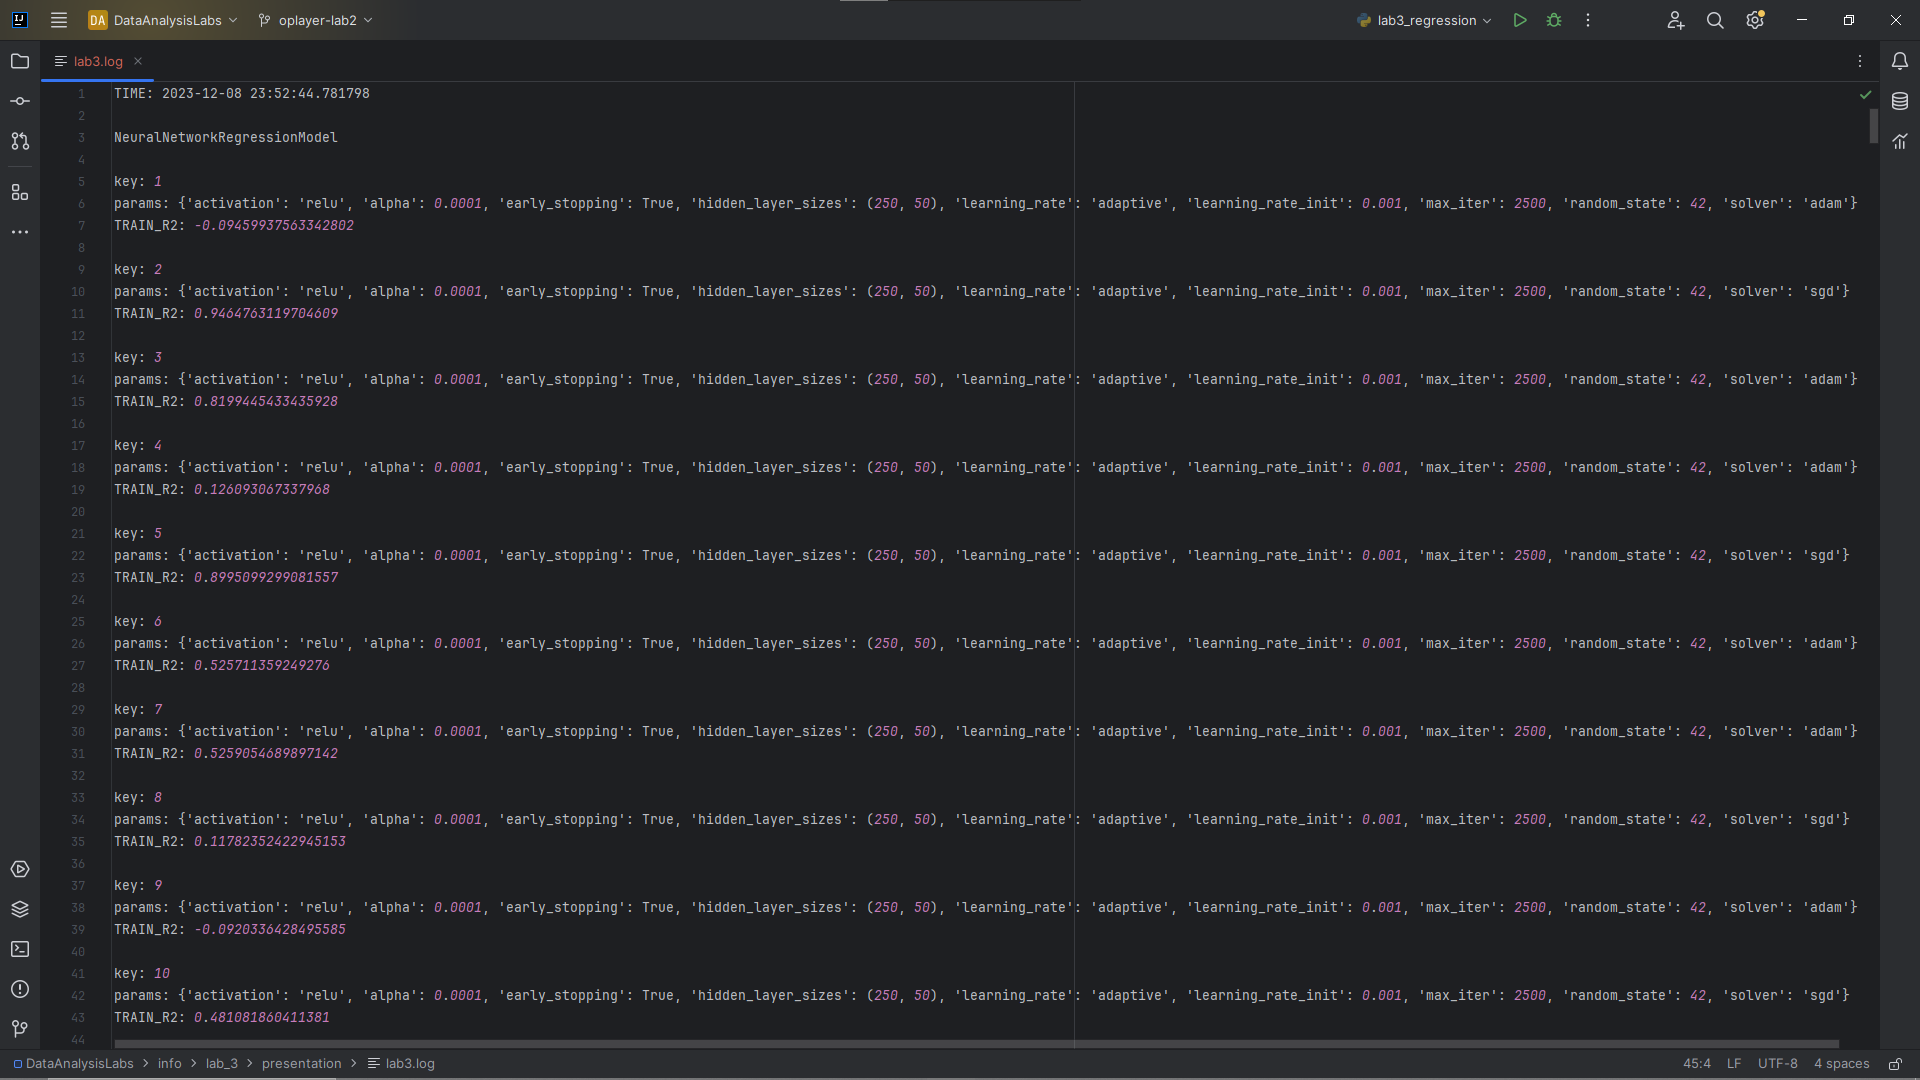 DA DataAnalysisLabs oplayer-lab2 lab3_regression
lab3.log
1 TIME: 2023-12-08 23:52:44.781798
2
3 NeuralNetworkRegressionModel
4
5 key: 1
6 params: {'activation': 'relu', 'alpha': 0.0001, 'early_stopping': True, 'hidden_layer_sizes': (250, 50), 'learning_rate': 'adaptive', 'learning_rate_init': 0.001, 'max_iter': 2500, 'random_state': 42, 'solver': 'adam'}
7 TRAIN_R2: -0.09459937563342802
8
9 key: 2
10 params: {'activation': 'relu', 'alpha': 0.0001, 'early_stopping': True, 'hidden_layer_sizes': (250, 50), 'learning_rate': 'adaptive', 'learning_rate_init': 0.001, 'max_iter': 2500, 'random_state': 42, 'solver': 'sgd'}
11 TRAIN_R2: 0.9464763119704609
12
13 key: 3
14 params: {'activation': 'relu', 'alpha': 0.0001, 'early_stopping': True, 'hidden_layer_sizes': (250, 50), 'learning_rate': 'adaptive', 'learning_rate_init': 0.001, 'max_iter': 2500, 'random_state': 42, 'solver': 'adam'}
15 TRAIN_R2: 0.8199445433435928
16
17 key: 4
18 params: {'activation': 'relu', 'alpha': 0.0001, 'early_stopping': True, 'hidden_layer_sizes': (250, 50), 'learning_rate': 'adaptive', 'learning_rate_init': 0.001, 'max_iter': 2500, 'random_state': 42, 'solver': 'adam'}
19 TRAIN_R2: 0.126093067337968
20
21 key: 5
22 params: {'activation': 'relu', 'alpha': 0.0001, 'early_stopping': True, 'hidden_layer_sizes': (250, 50), 'learning_rate': 'adaptive', 'learning_rate_init': 0.001, 'max_iter': 2500, 'random_state': 42, 'solver': 'sgd'}
23 TRAIN_R2: 0.8995099299081557
24
25 key: 6
26 params: {'activation': 'relu', 'alpha': 0.0001, 'early_stopping': True, 'hidden_layer_sizes': (250, 50), 'learning_rate': 'adaptive', 'learning_rate_init': 0.001, 'max_iter': 2500, 'random_state': 42, 'solver': 'adam'}
27 TRAIN_R2: 0.525711359249276
28
29 key: 7
30 params: {'activation': 'relu', 'alpha': 0.0001, 'early_stopping': True, 'hidden_layer_sizes': (250, 50), 'learning_rate': 'adaptive', 'learning_rate_init': 0.001, 'max_iter': 2500, 'random_state': 42, 'solver': 'adam'}
31 TRAIN_R2: 0.5259054689897142
32
33 key: 8
34 params: {'activation': 'relu', 'alpha': 0.0001, 'early_stopping': True, 'hidden_layer_sizes': (250, 50), 'learning_rate': 'adaptive', 'learning_rate_init': 0.001, 'max_iter': 2500, 'random_state': 42, 'solver': 'sgd'}
35 TRAIN_R2: 0.11782352422945153
36
37 key: 9
38 params: {'activation': 'relu', 'alpha': 0.0001, 'early_stopping': True, 'hidden_layer_sizes': (250, 50), 'learning_rate': 'adaptive', 'learning_rate_init': 0.001, 'max_iter': 2500, 'random_state': 42, 'solver': 'adam'}
39 TRAIN_R2: -0.0920336428495585
40
41 key: 10
42 params: {'activation': 'relu', 'alpha': 0.0001, 'early_stopping': True, 'hidden_layer_sizes': (250, 50), 'learning_rate': 'adaptive', 'learning_rate_init': 0.001, 'max_iter': 2500, 'random_state': 42, 'solver': 'sgd'}
43 TRAIN_R2: 0.481081860411381
44
DataAnalysisLabs > info > lab_3 > presentation > lab3.log 45:4 LF UTF-8 4 spaces